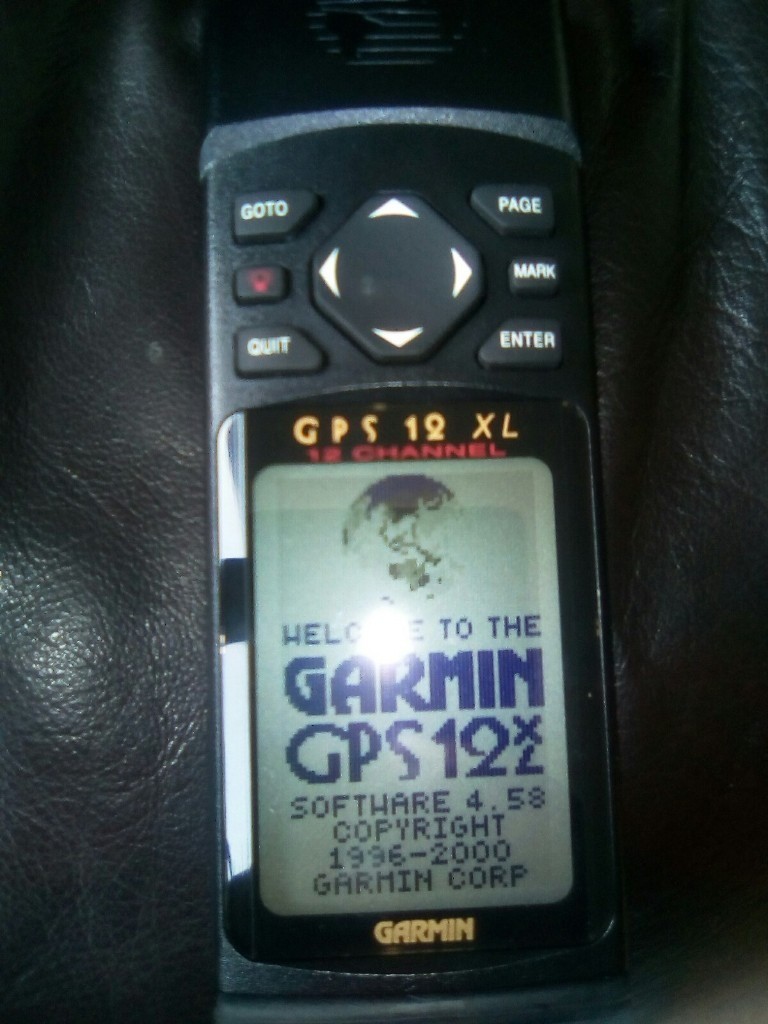 GOTO
PAGE
MARK
QUIT
ENTER
GPS 12 XL
12 CHANNEL
WELCOME TO THE
GARMIN
GPS12XL
SOFTWARE 4.58
COPYRIGHT
1996-2000
GARMIN CORP
GARMIN